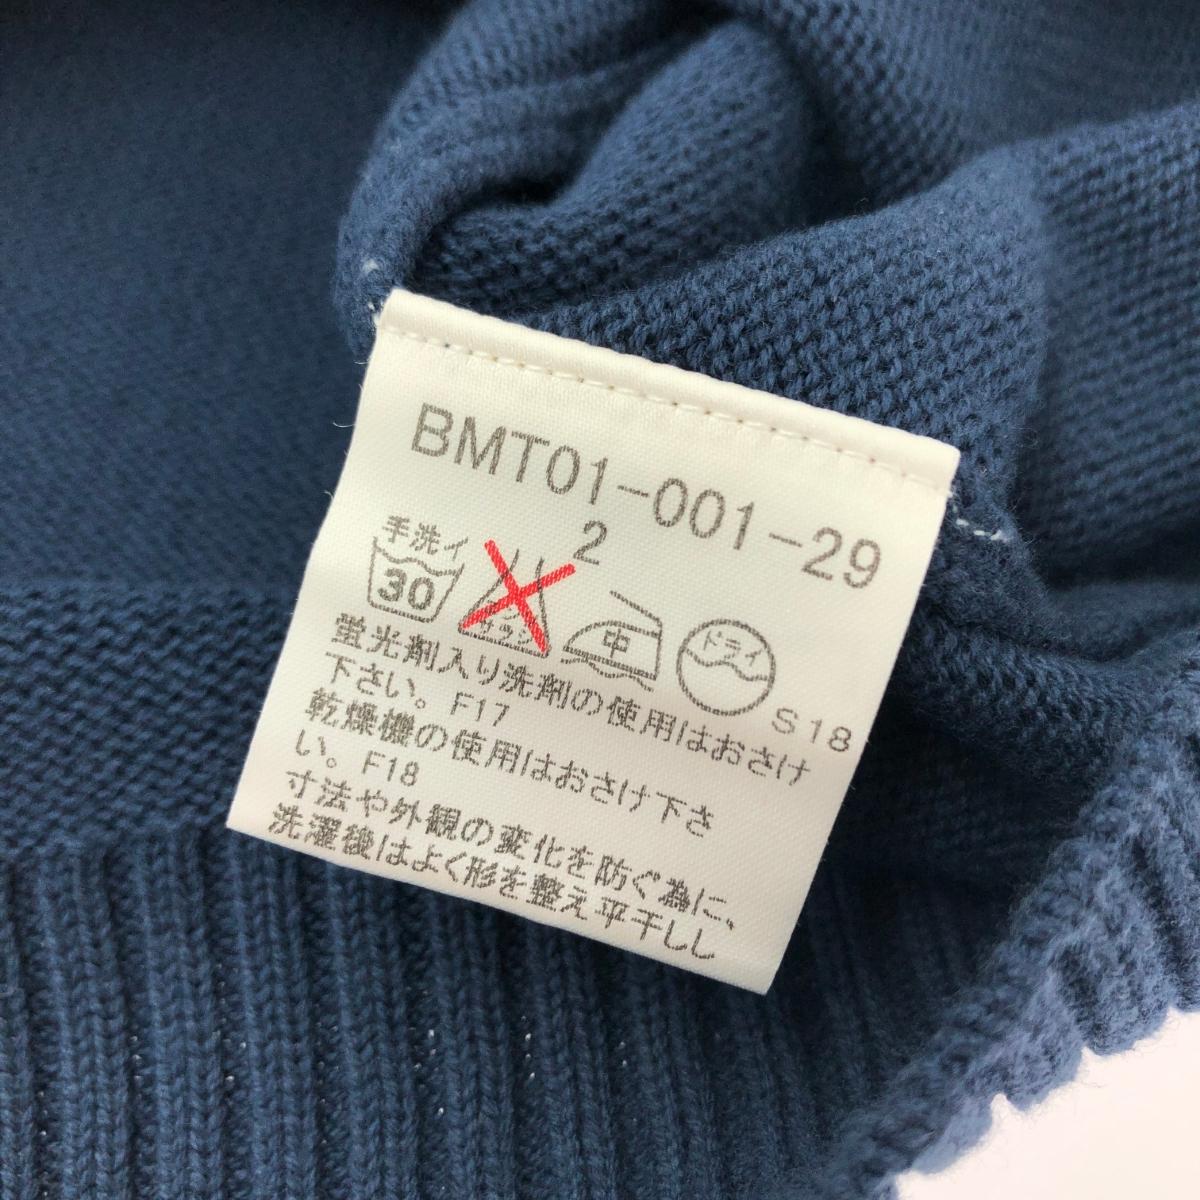 BMT01-001-29
2
手洗イ
30
サラシ
中
ドライ
S18
蛍光剤入り洗剤の使用はおさけ
下さい。F17
乾燥機の使用はおさけ下さ
い。F18
寸法や外観の変化を防ぐ為に、
洗濯後はよく形を整え平干しし